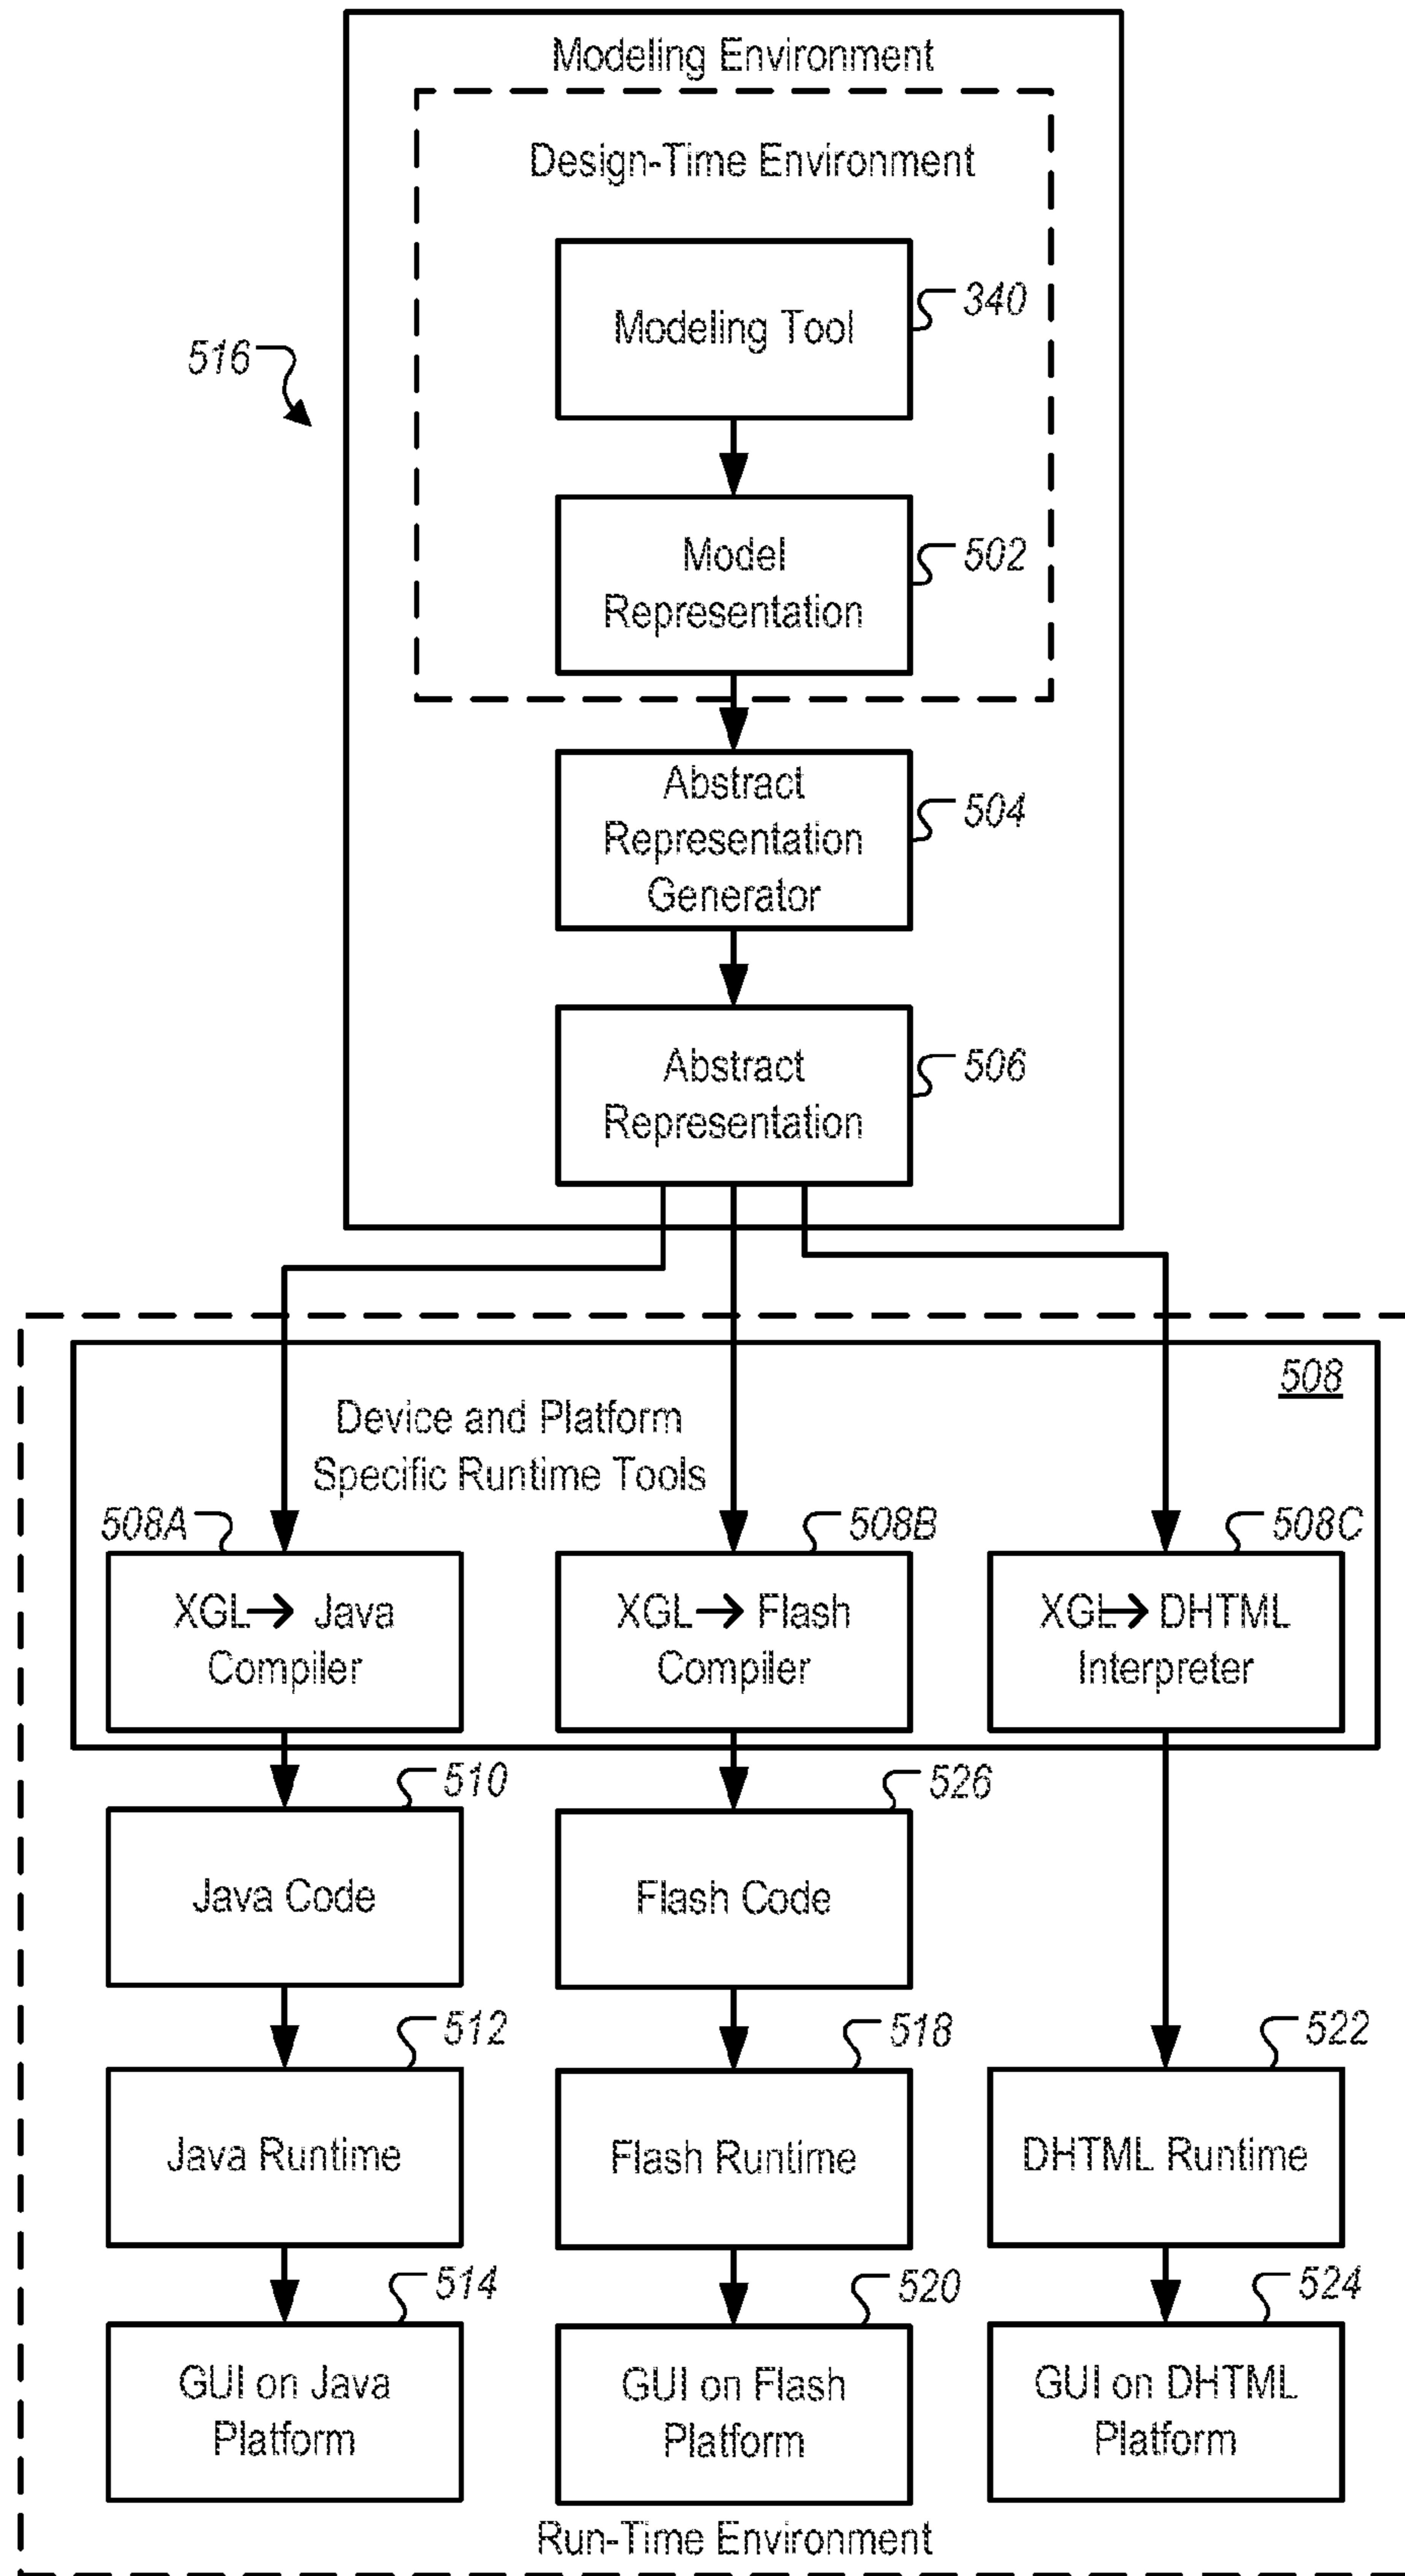 Modeling Environment
Design-Time Environment
Modeling Tool
340
516
Model
Representation
502
Abstract
Representation
Generator
504
Abstract
Representation
506
508
Device and Platform
Specific Runtime Tools
508A
508B
508C
XGL→ Java
Compiler
XGL→ Flash
Compiler
XGL→ DHTML
Interpreter
510
526
Java Code
Flash Code
512
518
522
Java Runtime
Flash Runtime
DHTML Runtime
514
520
524
GUI on Java
Platform
GUI on Flash
Platform
GUI on DHTML
Platform
Run-Time Environment